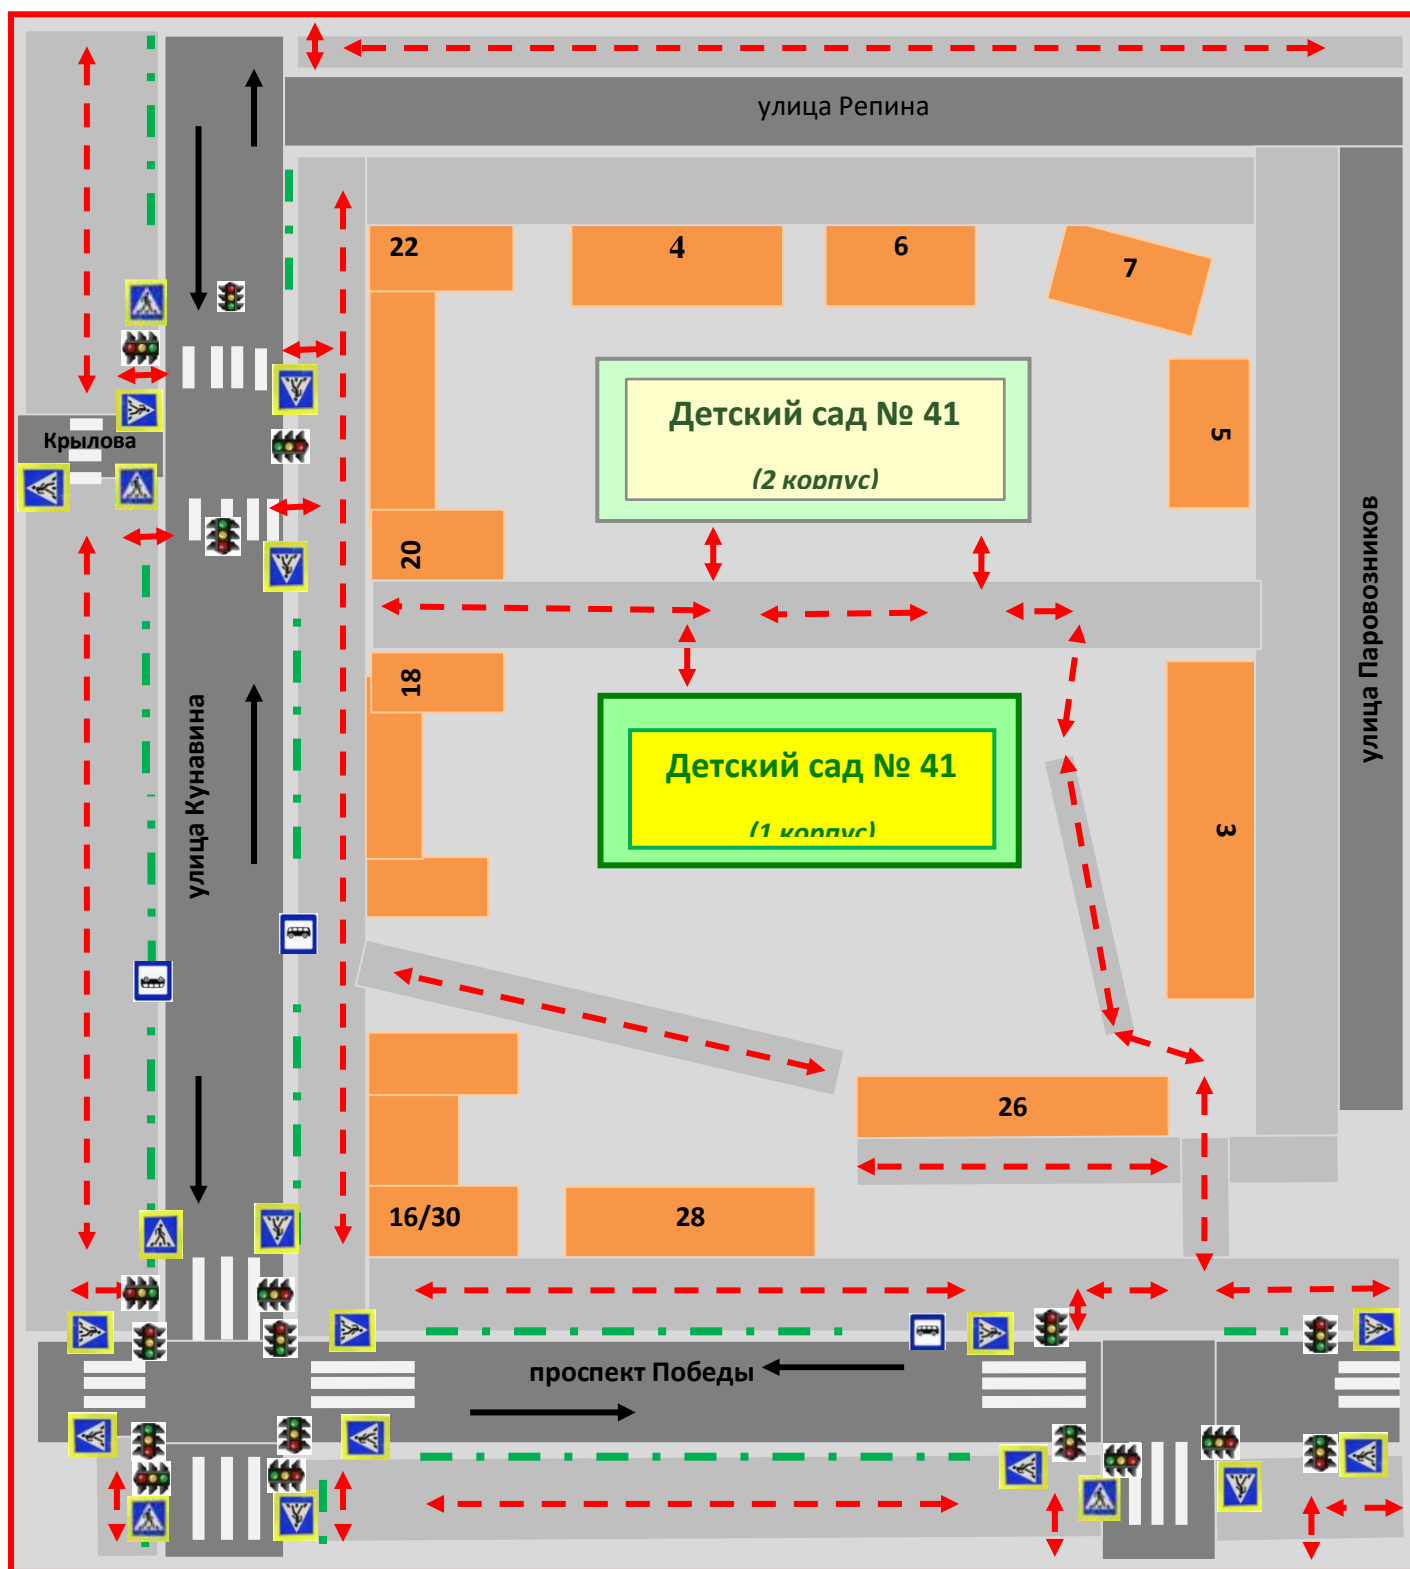 улица Репина
22
4
6
7
Детский сад № 41
(2 корпус)
5
Крылова
20
улица Паровозников
18
улица Кунавина
Детский сад № 41
(1 корпус)
3
26
16/30
28
проспект Победы